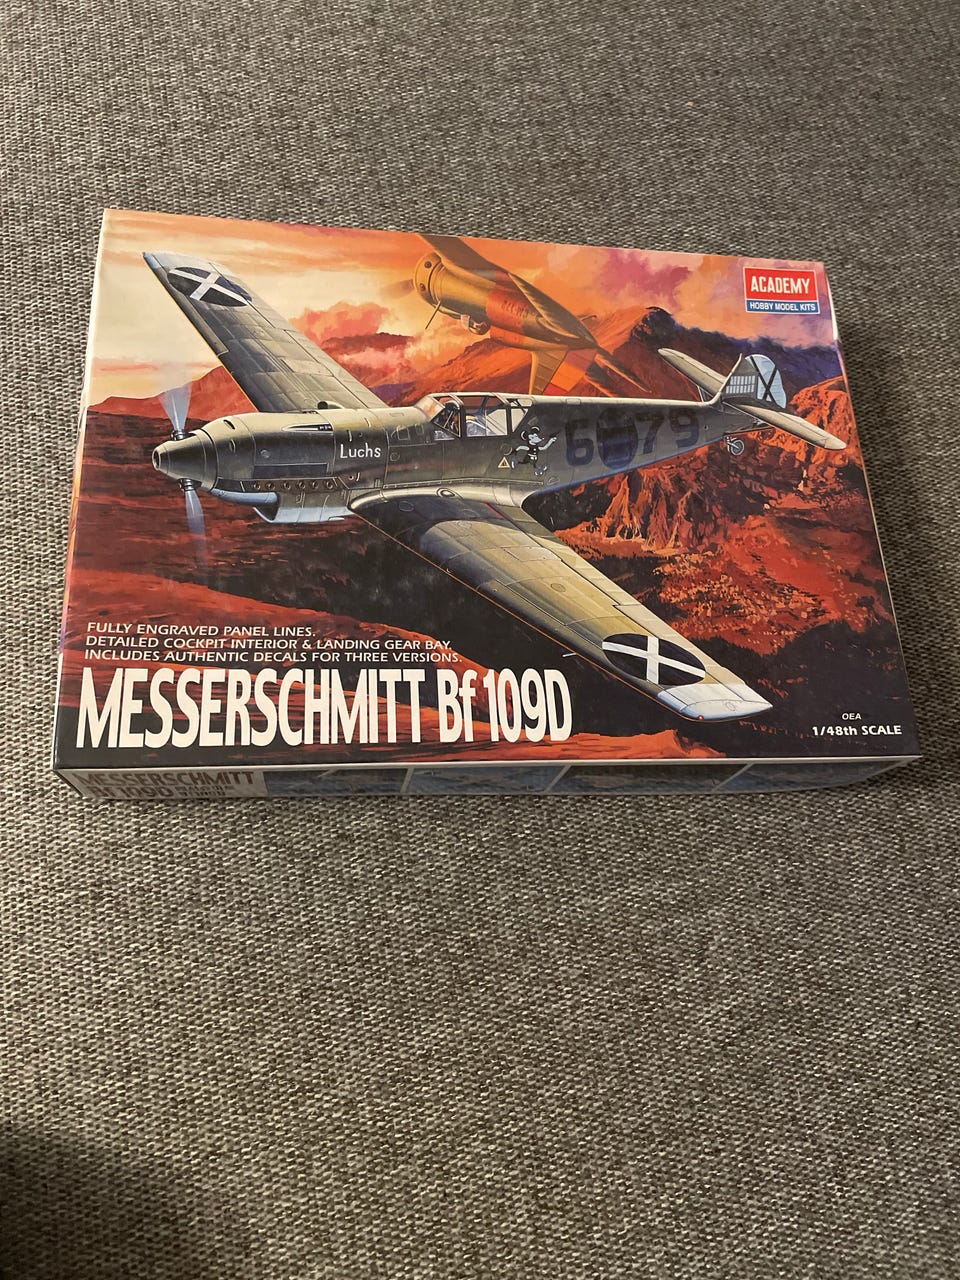 ACADEMY
HOBBY MODEL KITS
Luchs
6 79
FULLY ENGRAVED PANEL LINES.
DETAILED COCKPIT INTERIOR & LANDING GEAR BAY.
INCLUDES AUTHENTIC DECALS FOR THREE VERSIONS.
MESSERSCHMITT Bf 109D
OEA
1/48th SCALE
MESSERSCHMITT
Bf 109D